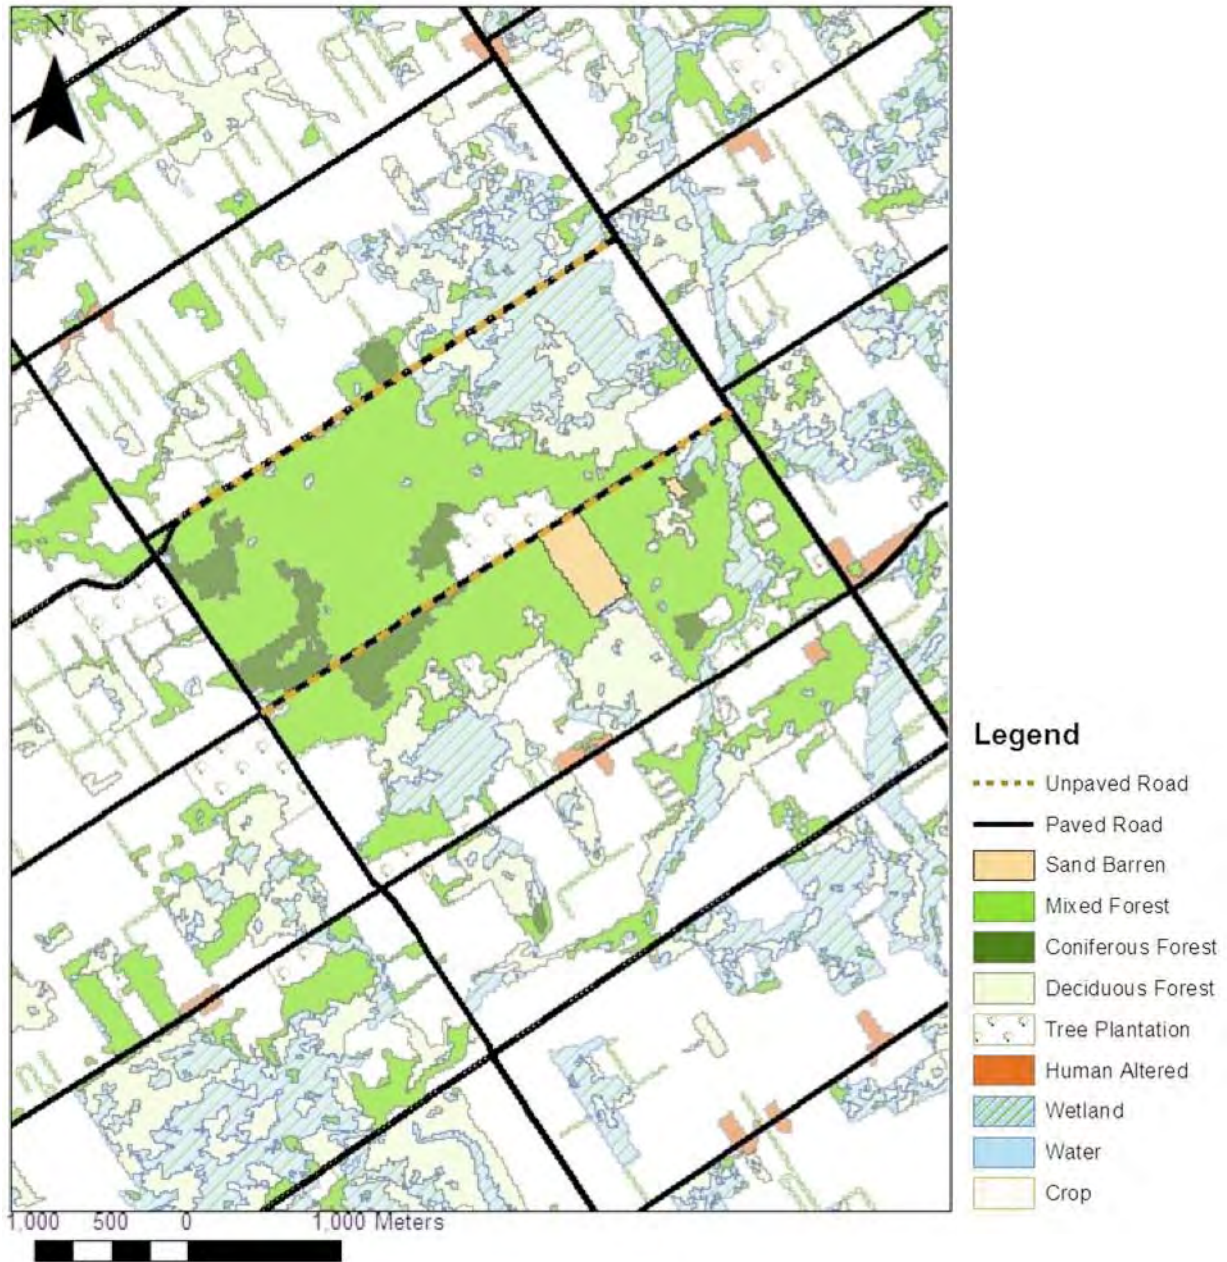 N
Legend
Unpaved Road
Paved Road
Sand Barren
Mixed Forest
Coniferous Forest
Deciduous Forest
Tree Plantation
Human Altered
Wetland
Water
Crop
1,000 500 0 1,000 Meters